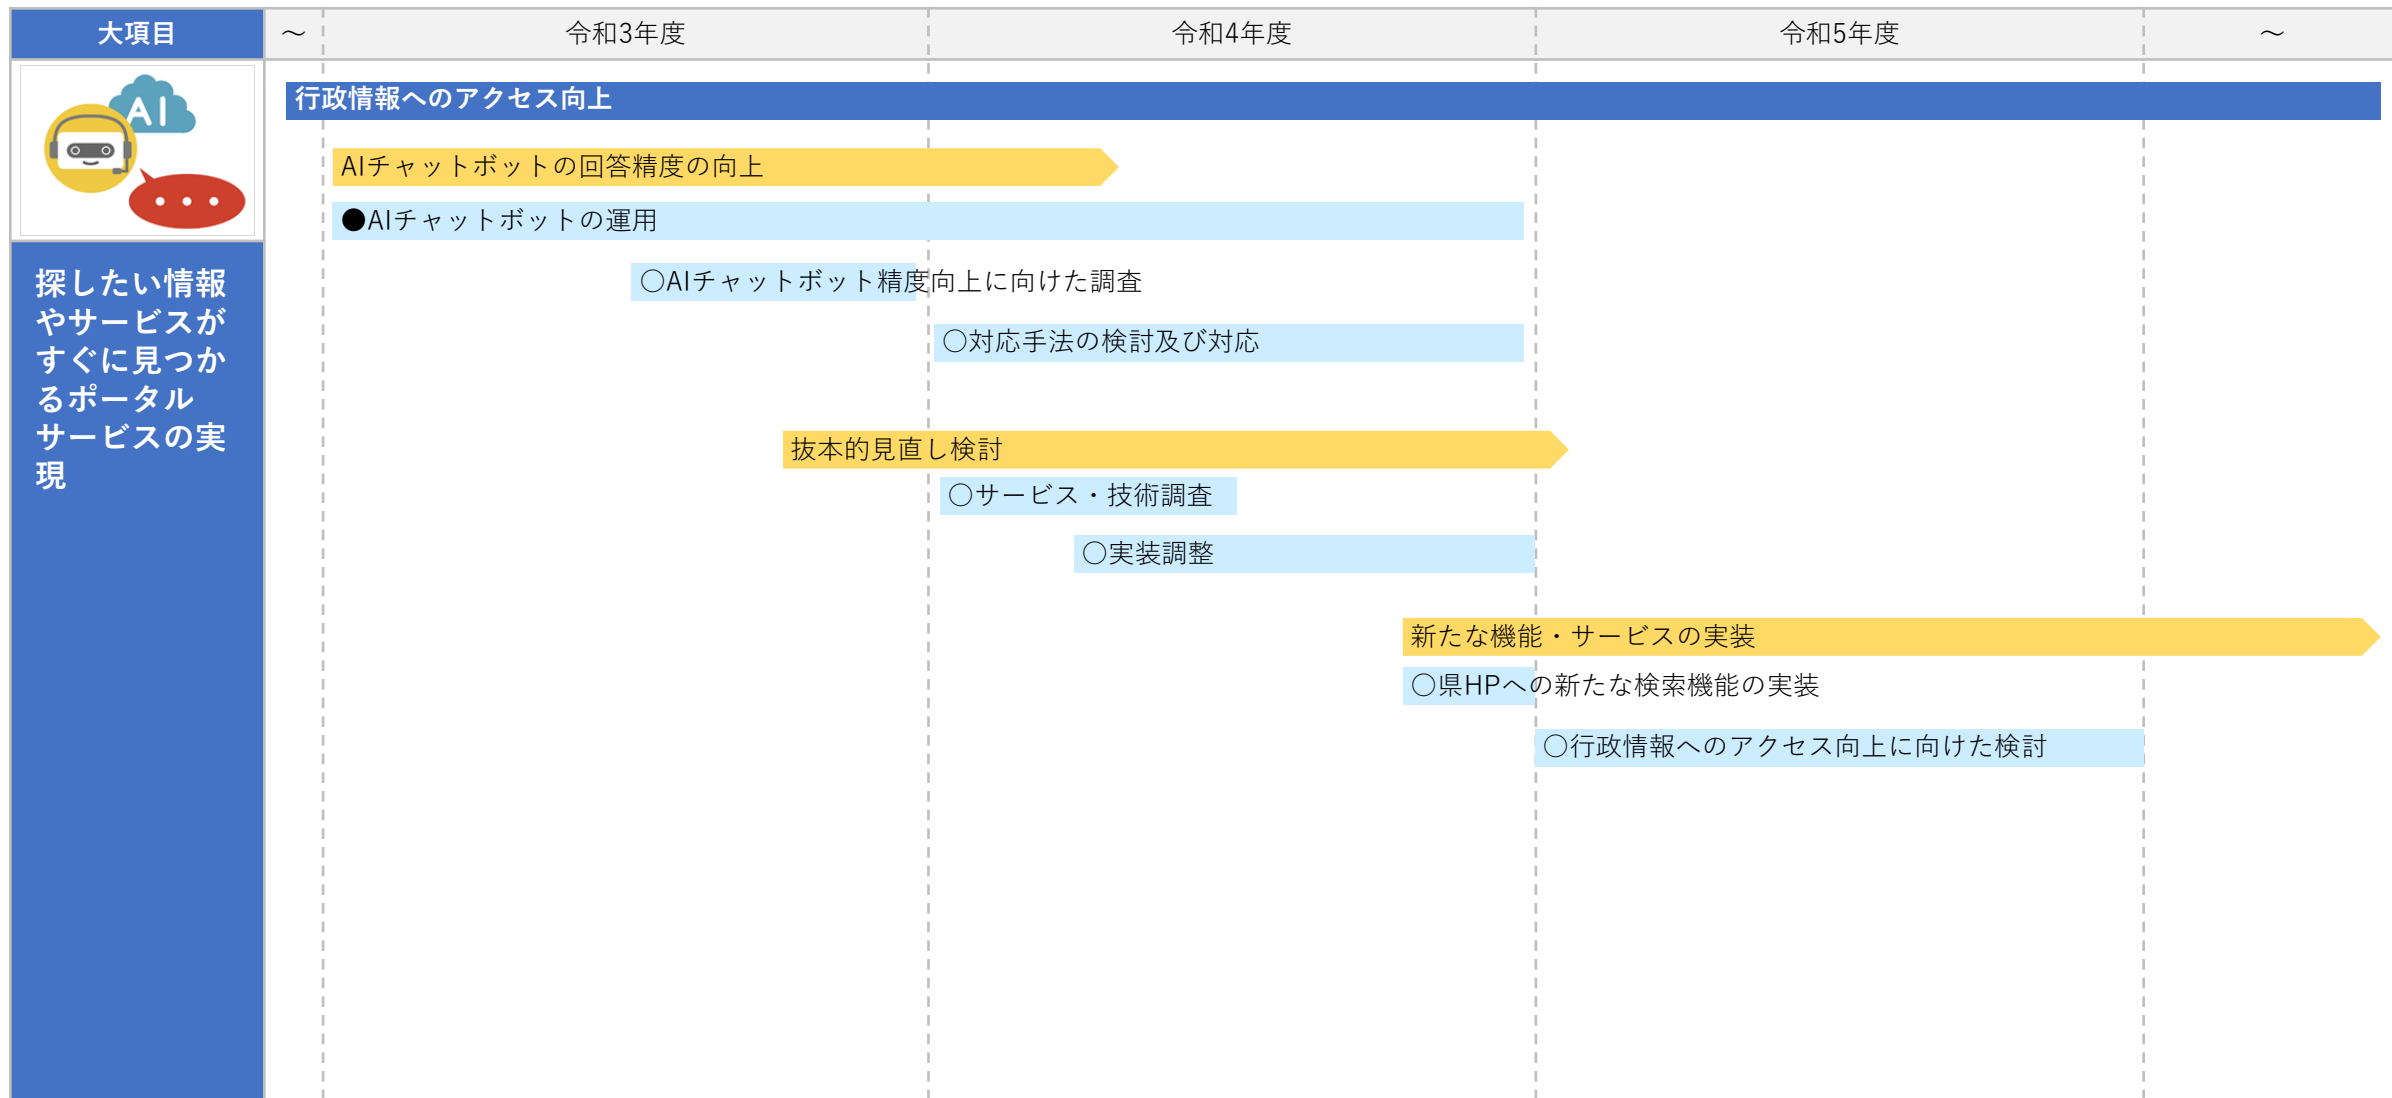 大項目
～
令和3年度
令和4年度
令和5年度
～
AI
探したい情報
やサービスが
すぐに見つか
るポータル
サービスの実
現
行政情報へのアクセス向上
AIチャットボットの回答精度の向上
●AIチャットボットの運用
○AIチャットボット精度向上に向けた調査
○対応手法の検討及び対応
抜本的見直し検討
○サービス・技術調査
○実装調整
新たな機能・サービスの実装
○県HPへの新たな検索機能の実装
○行政情報へのアクセス向上に向けた検討